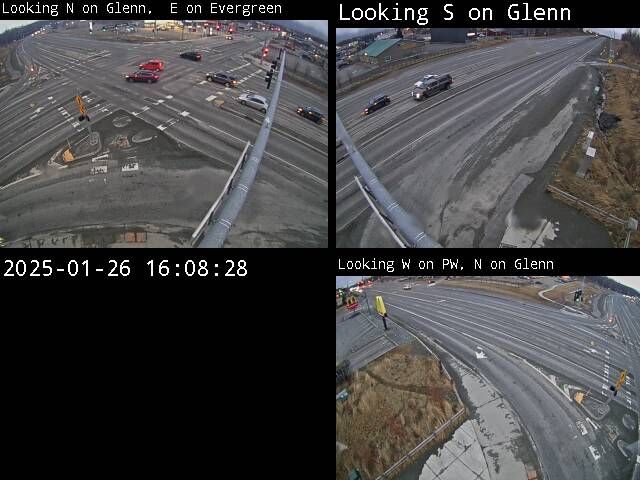 Looking N on Glenn,  E on Evergreen
Looking S on Glenn
2025-01-26 16:08:28
Looking W on PW, N on Glenn